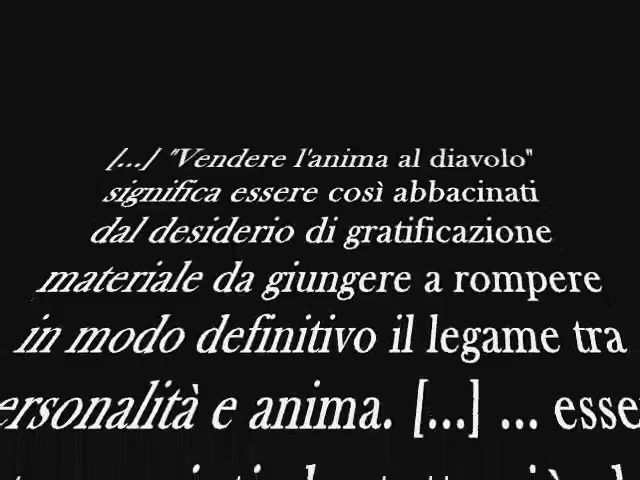 [...] "Vendere l'anima al diavolo"
significa essere così abbacinati
dal desiderio di gratificazione
materiale da giungere a rompere
in modo definitivo il legame tra
ersonalità e anima. [...] ... esse